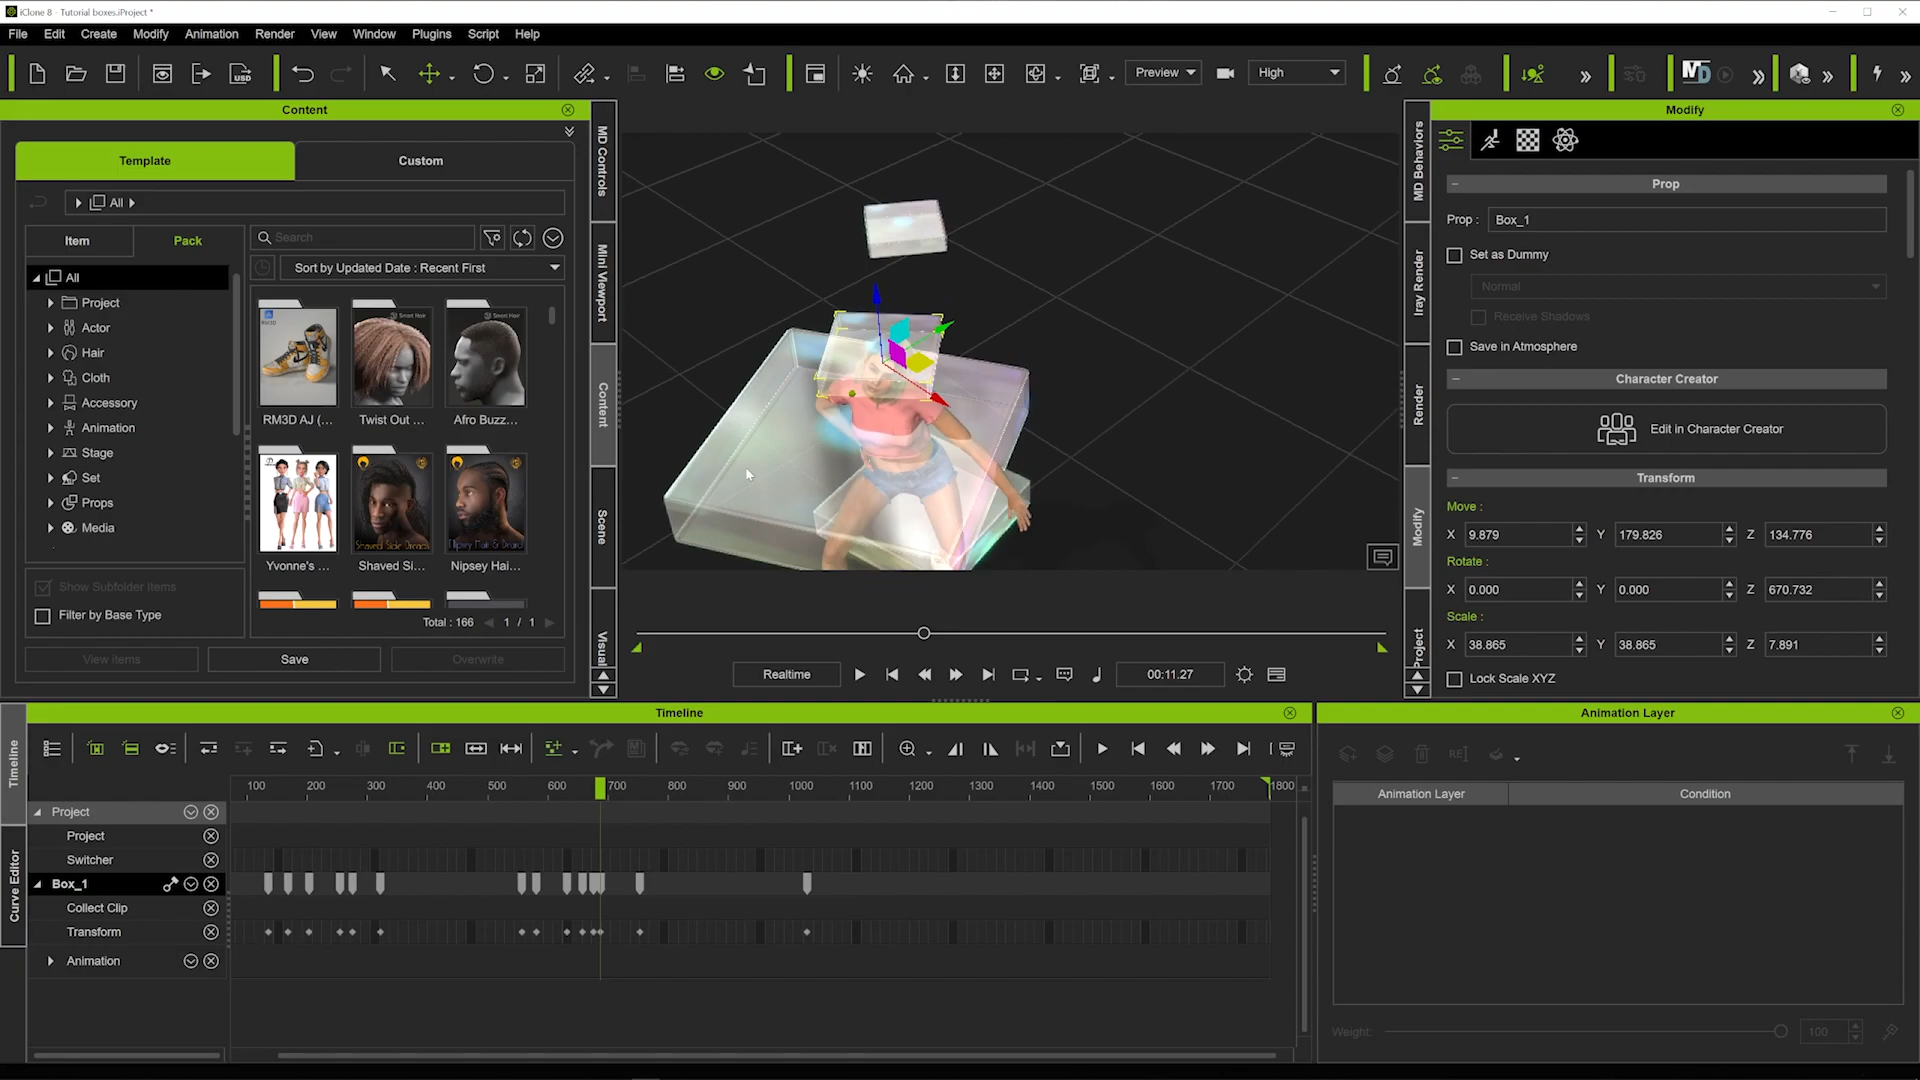 iClone 8 - Tutorial boxes.iProject *
File Edit Create Modify Animation Render View Window Plugins Script Help
USD
Preview
High
MD
Content
Template
Custom
All
Item
Pack
Search
Sort by Updated Date : Recent First
All
Project
Actor
Hair
Cloth
Accessory
Animation
Stage
Set
Props
Media
Show Subfolder Items
Filter by Base Type
RM3D
Smart Hair
Smart Hair
RM3D AJ (...
Twist Out ...
Afro Buzz...
Yvonne's ...
Shaved Si...
Nipsey Hai...
Total : 166
1 / 1
View Items
Save
Overwrite
MD Controls
Mini Viewport
Content
Scene
Visual
Realtime
00:11.27
MD Behaviors
Iray Render
Render
Modify
Project
Modify
Prop
Prop : Box_1
Set as Dummy
Normal
Receive Shadows
Save in Atmosphere
Character Creator
Edit in Character Creator
Transform
Move :
X 9.879 Y 179.826 Z 134.776
Rotate :
X 0.000 Y 0.000 Z 670.732
Scale :
X 38.865 Y 38.865 Z 7.891
Lock Scale XYZ
Timeline
Timeline
Curve Editor
100 200 300 400 500 600 700 800 900 1000 1100 1200 1300 1400 1500 1600 1700 1800
Project
Project
Switcher
Box_1
Collect Clip
Transform
Animation
Animation Layer
RE
Animation Layer
Condition
Weight:
100